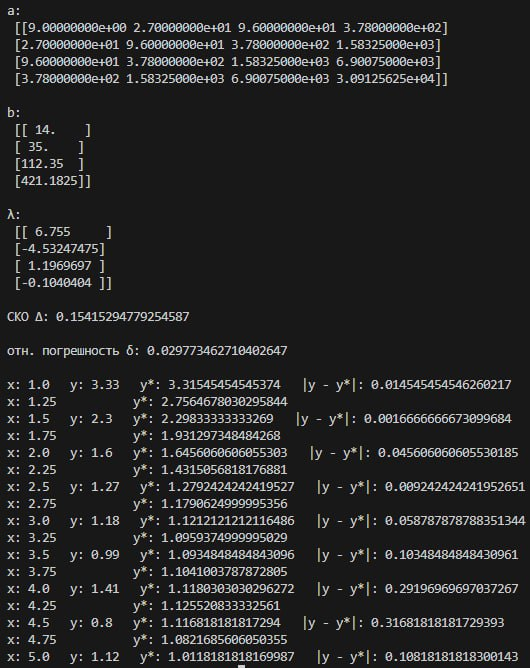 a:
[[9.00000000e+00 2.70000000e+01 9.60000000e+01 3.78000000e+02]
[2.70000000e+01 9.60000000e+01 3.78000000e+02 1.58325000e+03]
[9.60000000e+01 3.78000000e+02 1.58325000e+03 6.90075000e+03]
[3.78000000e+02 1.58325000e+03 6.90075000e+03 3.09125625e+04]]
b:
[[ 14.    ]
[ 35.    ]
[112.35  ]
[421.1825]]
λ:
[[ 6.755     ]
[-4.53247475]
[ 1.1969697 ]
[-0.1040404 ]]
СКО Δ: 0.15415294779254587
отн. погрешность δ: 0.029773462710402647
x: 1.0   y: 3.33   y*: 3.31545454545374   |y - y*|: 0.014545454546260217
x: 1.25            y*: 2.7564678030295844
x: 1.5   y: 2.3   y*: 2.29833333333269   |y - y*|: 0.0016666666673099684
x: 1.75            y*: 1.931297348484268
x: 2.0   y: 1.6   y*: 1.6456060606055303   |y - y*|: 0.045606060605530185
x: 2.25            y*: 1.4315056818176881
x: 2.5   y: 1.27   y*: 1.2792424242419527   |y - y*|: 0.009242424241952651
x: 2.75            y*: 1.1790624999995356
x: 3.0   y: 1.18   y*: 1.1212121212116486   |y - y*|: 0.058787878788351344
x: 3.25            y*: 1.0959374999995029
x: 3.5   y: 0.99   y*: 1.0934848484843096   |y - y*|: 0.10348484848430961
x: 3.75            y*: 1.1041003787872805
x: 4.0   y: 1.41   y*: 1.1180303030296272   |y - y*|: 0.29196969697037267
x: 4.25            y*: 1.125520833332561
x: 4.5   y: 0.8   y*: 1.116818181817294   |y - y*|: 0.31681818181729393
x: 4.75            y*: 1.0821685606050355
x: 5.0   y: 1.12   y*: 1.0118181818169987   |y - y*|: 0.10818181818300143